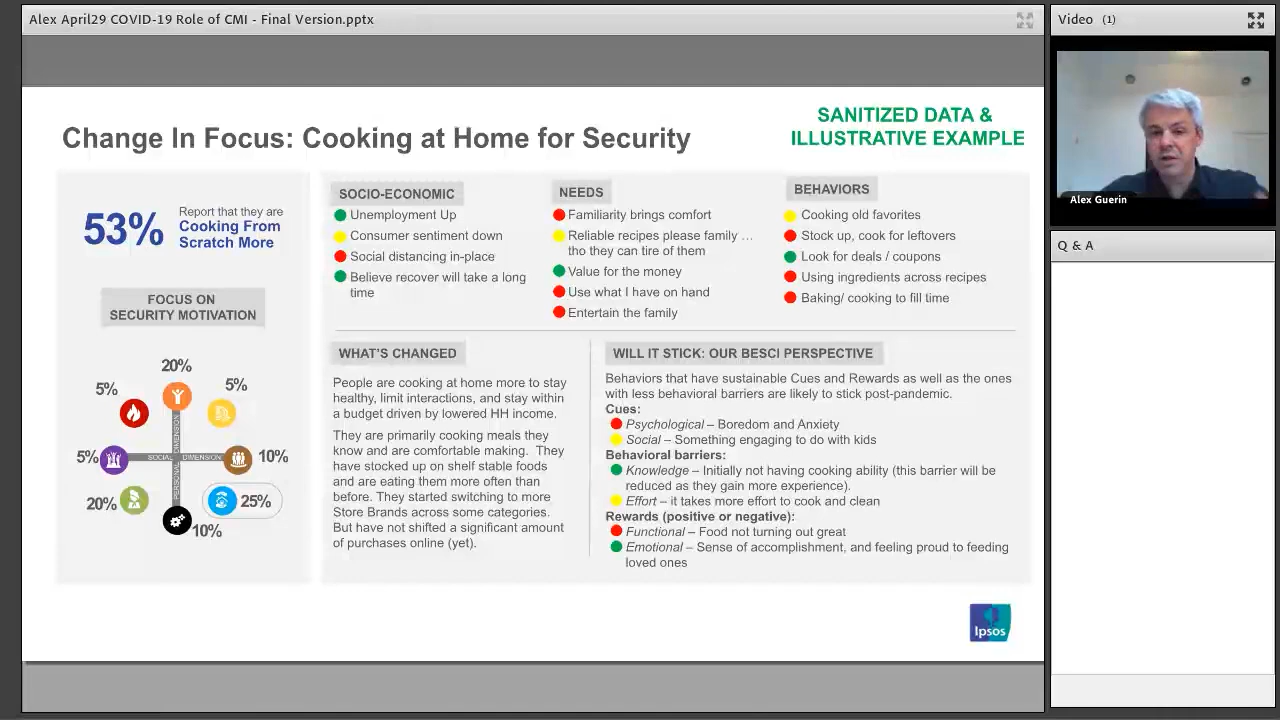 Alex April29 COVID-19 Role of CMI - Final Version.pptx
Video (1)
Alex Guerin
Q & A
Change In Focus: Cooking at Home for Security
SANITIZED DATA &
ILLUSTRATIVE EXAMPLE
53%
Report that they are
Cooking From
Scratch More
FOCUS ON
SECURITY MOTIVATION
20%
5%
5%
5%
SOCIAL DIMENSION
PERSONAL DIMENSION
10%
20%
25%
10%
SOCIO-ECONOMIC
Unemployment Up
Consumer sentiment down
Social distancing in-place
Believe recover will take a long
time
NEEDS
Familiarity brings comfort
Reliable recipes please family …
tho they can tire of them
Value for the money
Use what I have on hand
Entertain the family
BEHAVIORS
Cooking old favorites
Stock up, cook for leftovers
Look for deals / coupons
Using ingredients across recipes
Baking/ cooking to fill time
WHAT'S CHANGED
People are cooking at home more to stay
healthy, limit interactions, and stay within
a budget driven by lowered HH income.
They are primarily cooking meals they
know and are comfortable making. They
have stocked up on shelf stable foods
and are eating them more often than
before. They started switching to more
Store Brands across some categories.
But have not shifted a significant amount
of purchases online (yet).
WILL IT STICK: OUR BESCI PERSPECTIVE
Behaviors that have sustainable Cues and Rewards as well as the ones
with less behavioral barriers are likely to stick post-pandemic.
Cues:
Psychological – Boredom and Anxiety
Social – Something engaging to do with kids
Behavioral barriers:
Knowledge – Initially not having cooking ability (this barrier will be
reduced as they gain more experience).
Effort – it takes more effort to cook and clean
Rewards (positive or negative):
Functional – Food not turning out great
Emotional – Sense of accomplishment, and feeling proud to feeding
loved ones
Ipsos